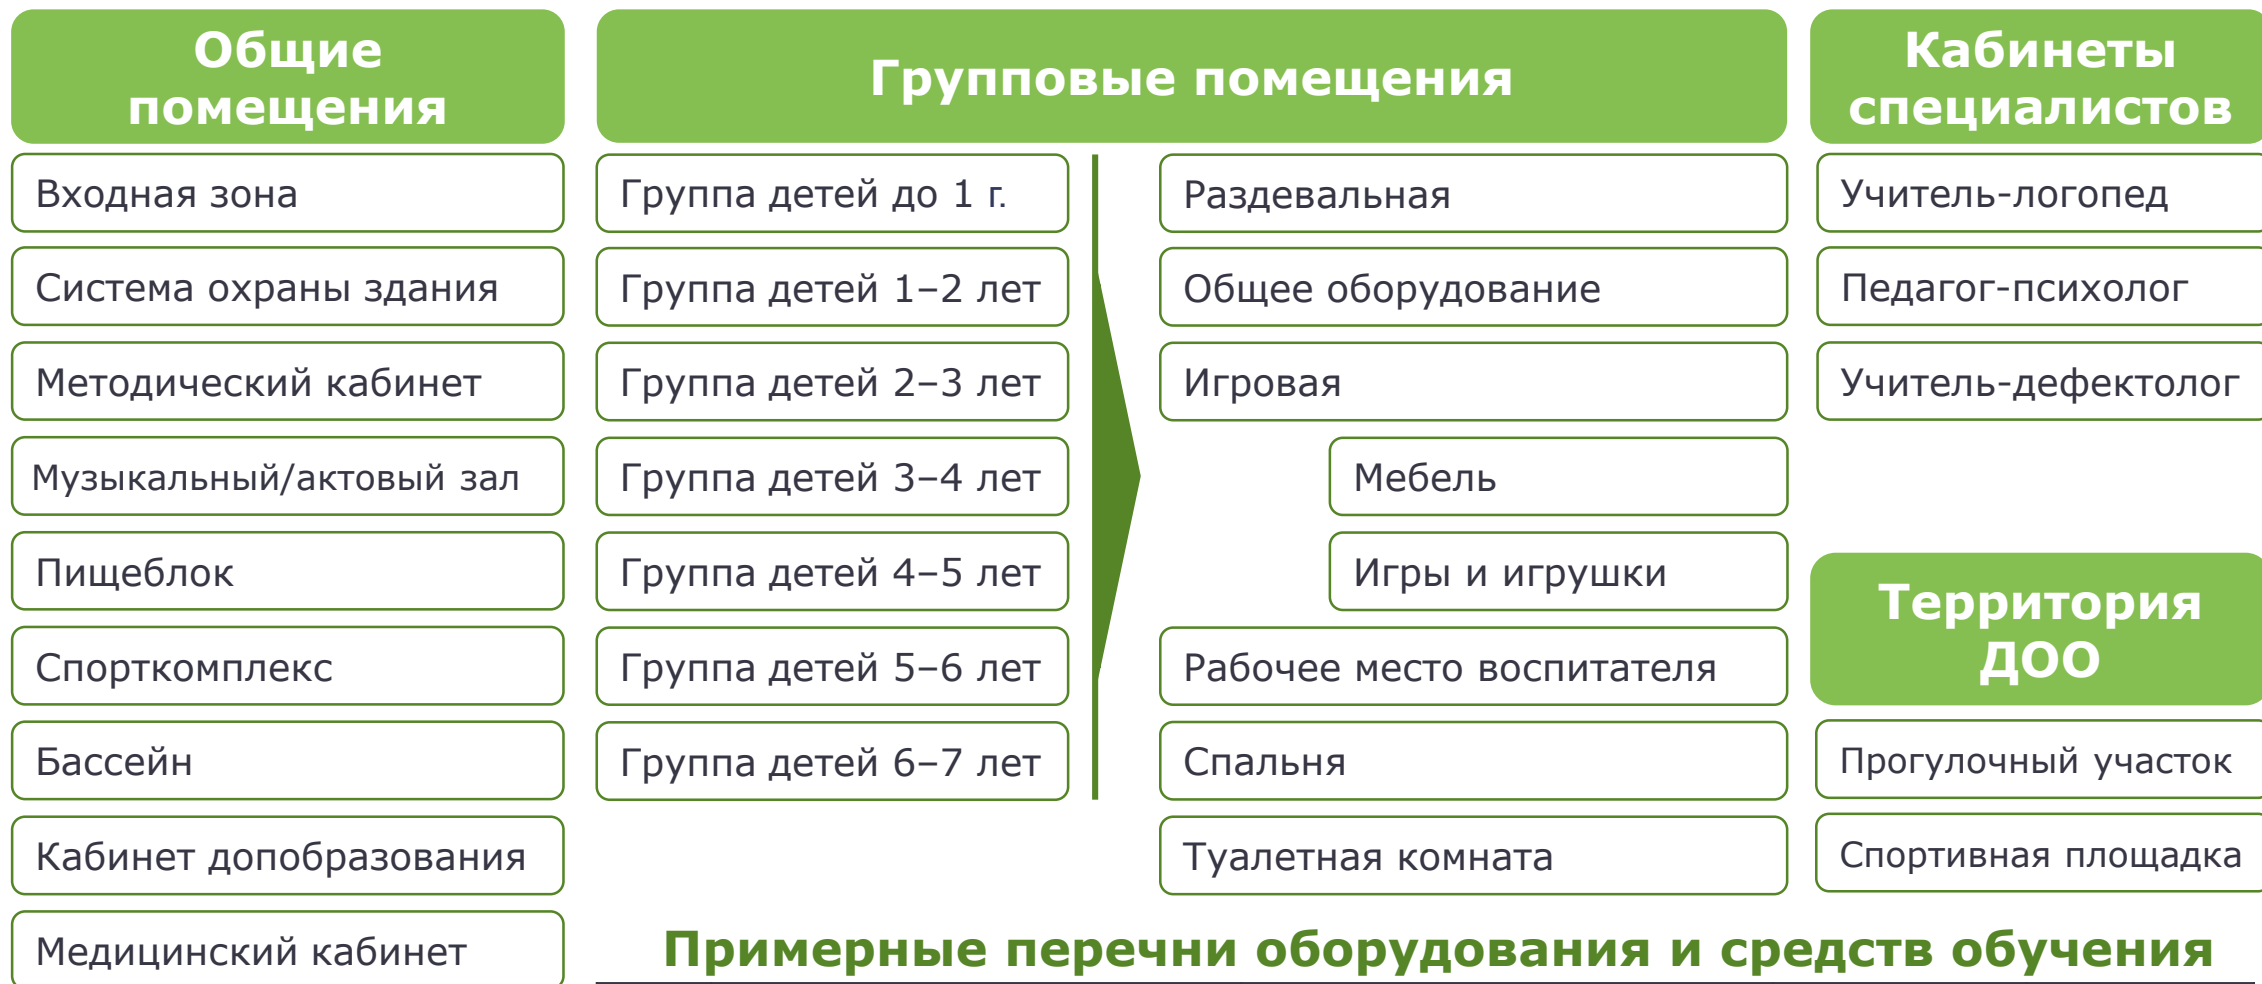 Общие
помещения
Входная зона
Система охраны здания
Методический кабинет
Музыкальный/актовый зал
Пищеблок
Спорткомплекс
Бассейн
Кабинет допобразования
Медицинский кабинет
Групповые помещения
Группа детей до 1 г.
Группа детей 1–2 лет
Группа детей 2–3 лет
Группа детей 3–4 лет
Группа детей 4–5 лет
Группа детей 5–6 лет
Группа детей 6–7 лет
Раздевальная
Общее оборудование
Игровая
Мебель
Игры и игрушки
Рабочее место воспитателя
Спальня
Туалетная комната
Кабинеты
специалистов
Учитель-логопед
Педагог-психолог
Учитель-дефектолог
Территория
ДОО
Прогулочный участок
Спортивная площадка
Примерные перечни оборудования и средств обучения